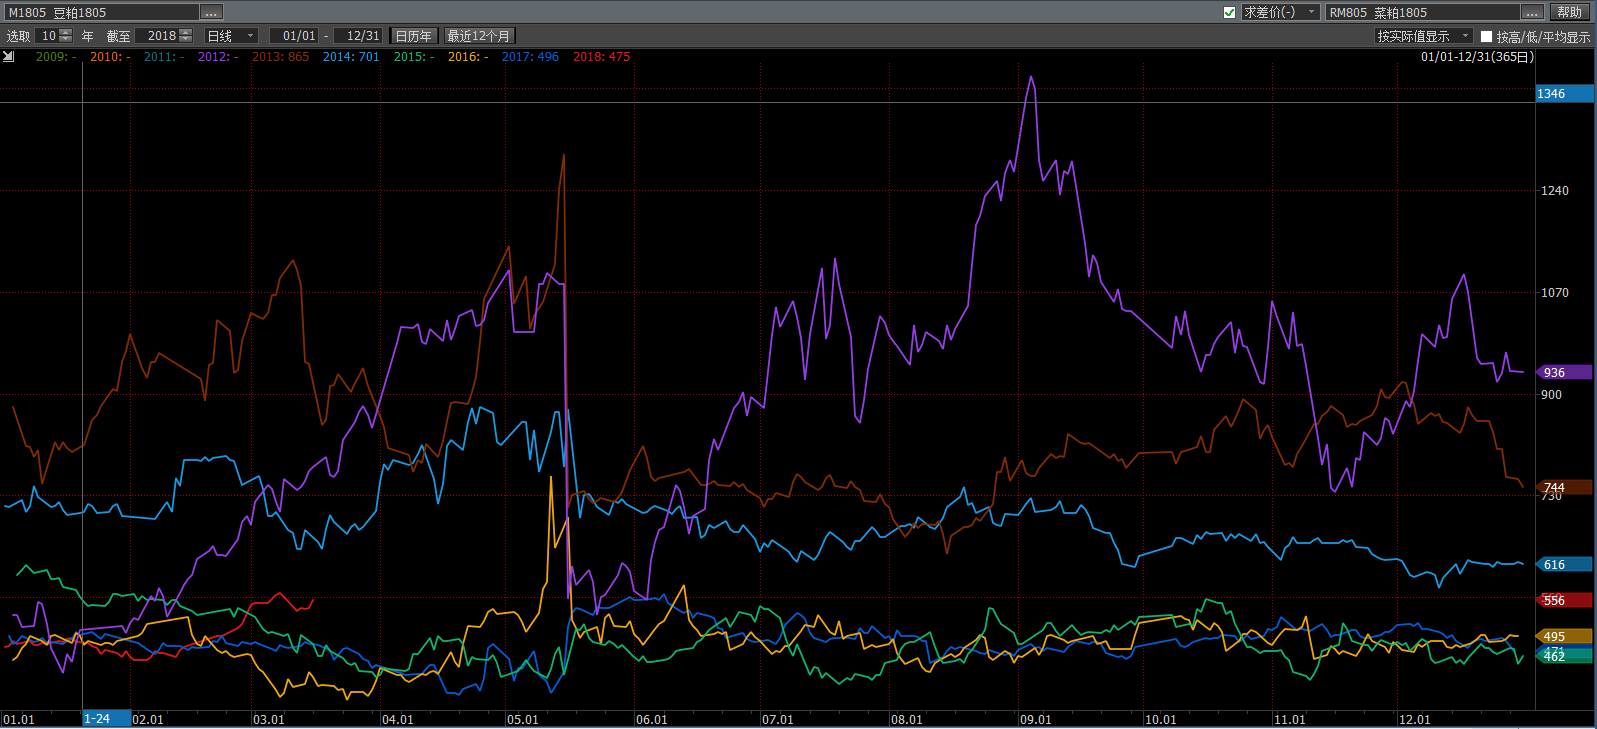 M1805 豆粕1805 ... 求差价(-) RM805 菜粕1805 ... 帮助
选取 10 年 截至 2018 日线 01/01 - 12/31 日历年 最近12个月 按实际值显示 按高/低/平均显示
2009: - 2010: - 2011: - 2012: - 2013: 865 2014: 701 2015: - 2016: - 2017: 496 2018: 475 01/01-12/31(365日)
1346
1240
1070
936
900
744
730
616
556
495
462
01.01 1-24 02.01 03.01 04.01 05.01 06.01 07.01 08.01 09.01 10.01 11.01 12.01